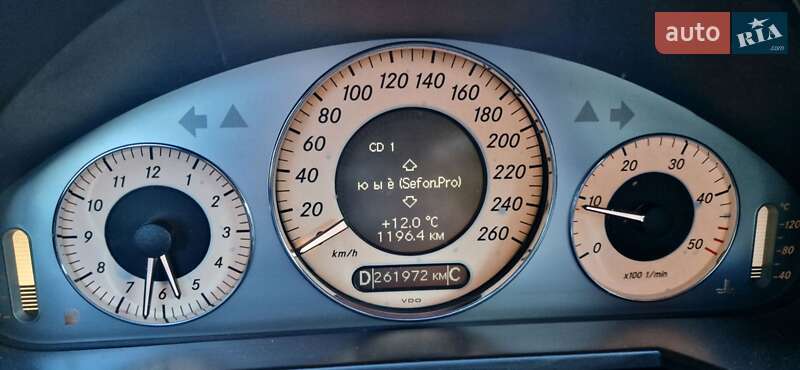 auto RIA .com
CD 1
ю ы è (Sefon.Pro)
+12.0 °C
1196.4 км
D 261972 км C
VDO
km/h
0 20 40 60 80 100 120 140 160 180 200 220 240 260
12 1 2 3 4 5 6 7 8 9 10 11
0 10 20 30 40 50
x100 1/min
°C
120
80
40